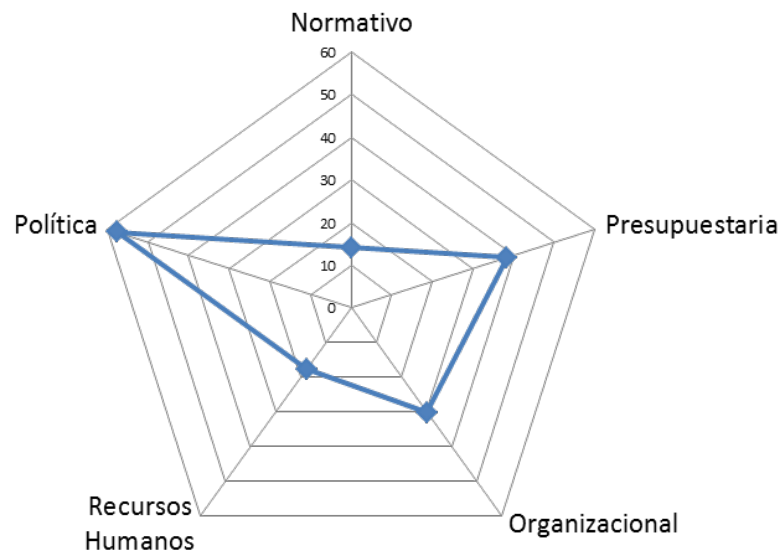 Normativo
60
50
40
30
20
10
0
Política
Presupuestaria
Recursos
Humanos
Organizacional